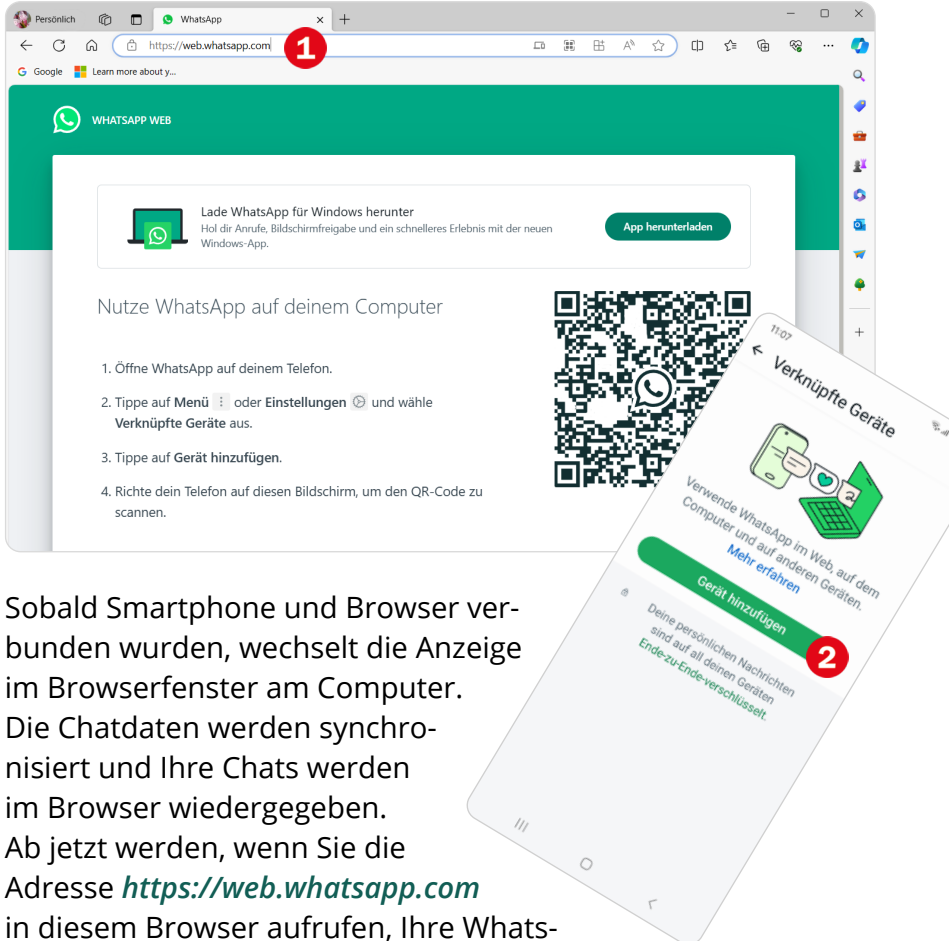 Persönlich
WhatsApp
https://web.whatsapp.com
1
Google
Learn more about y...
WHATSAPP WEB
Lade WhatsApp für Windows herunter
Hol dir Anrufe, Bildschirmfreigabe und ein schnelleres Erlebnis mit der neuen
Windows-App.
App herunterladen
Nutze WhatsApp auf deinem Computer
1. Öffne WhatsApp auf deinem Telefon.
2. Tippe auf Menü oder Einstellungen und wähle
Verknüpfte Geräte aus.
3. Tippe auf Gerät hinzufügen.
4. Richte dein Telefon auf diesen Bildschirm, um den QR-Code zu
scannen.
11:07
Verknüpfte Geräte
Verwende WhatsApp im Web, auf dem
Computer und auf anderen Geräten.
Mehr erfahren
Gerät hinzufügen
2
Deine persönlichen Nachrichten
sind auf all deinen Geräten
Ende-zu-Ende-verschlüsselt.
Sobald Smartphone und Browser ver-
bunden wurden, wechselt die Anzeige
im Browserfenster am Computer.
Die Chatdaten werden synchro-
nisiert und Ihre Chats werden
im Browser wiedergegeben.
Ab jetzt werden, wenn Sie die
Adresse https://web.whatsapp.com
in diesem Browser aufrufen, Ihre Whats-